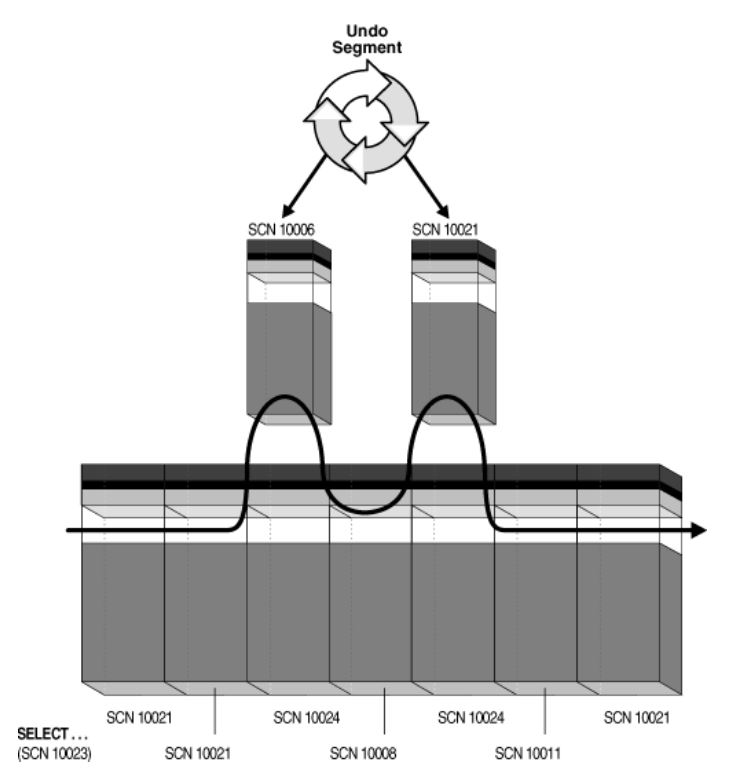 Undo
Segment
SCN 10006
SCN 10021
SCN 10021
SCN 10024
SCN 10024
SCN 10021
SELECT . . .
(SCN 10023)
SCN 10021
SCN 10008
SCN 10011